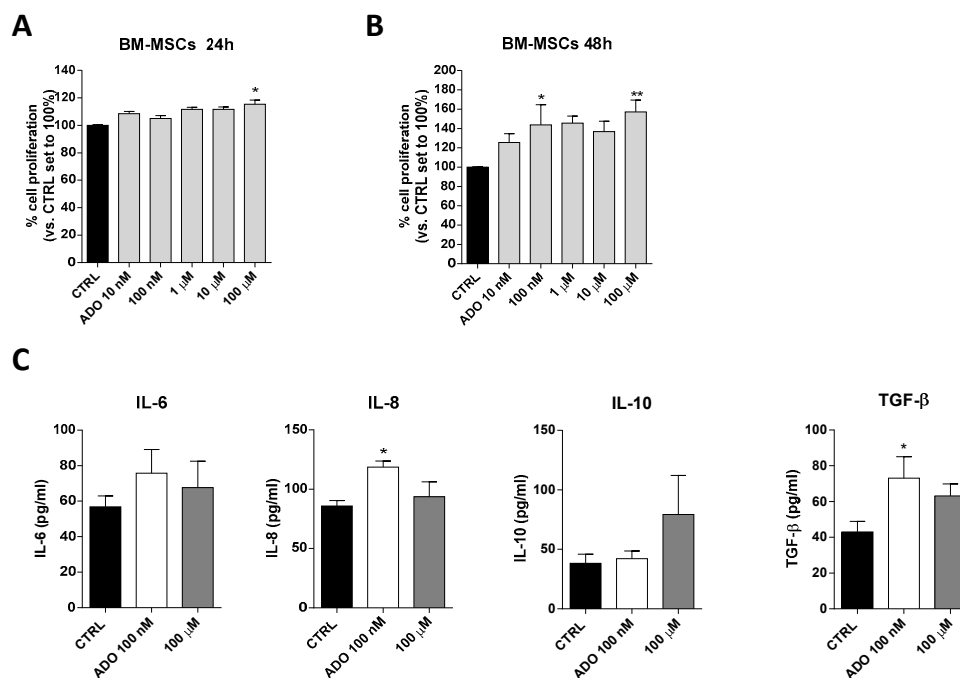 A
BM-MSCs 24h
% cell proliferation
(vs. CTRL set to 100%)
140
120
100
80
60
40
20
0
*
CTRL
ADO 10 nM
100 nM
1 µM
10 µM
100 µM
B
BM-MSCs 48h
% cell proliferation
(vs. CTRL set to 100%)
200
180
160
140
120
100
80
60
40
20
0
*
**
CTRL
ADO 10 nM
100 nM
1 µM
10 µM
100 µM
C
IL-6
IL-6 (pg/ml)
100
80
60
40
20
0
CTRL
ADO 100 nM
100 µM
IL-8
IL-8 (pg/ml)
150
100
50
0
*
CTRL
ADO 100 nM
100 µM
IL-10
IL-10 (pg/ml)
150
100
50
0
CTRL
ADO 100 nM
100 µM
TGF-β
TGF-β (pg/ml)
100
80
60
40
20
0
*
CTRL
ADO 100 nM
100 µM